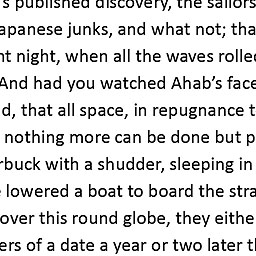 s published discovery, the sailors
apanese junks, and what not; tha
nt night, when all the waves rolle
And had you watched Ahab’s face
d, that all space, in repugnance t
nothing more can be done but p
rbuck with a shudder, sleeping in
lowered a boat to board the stra
over this round globe, they eithe
ers of a date a year or two later t